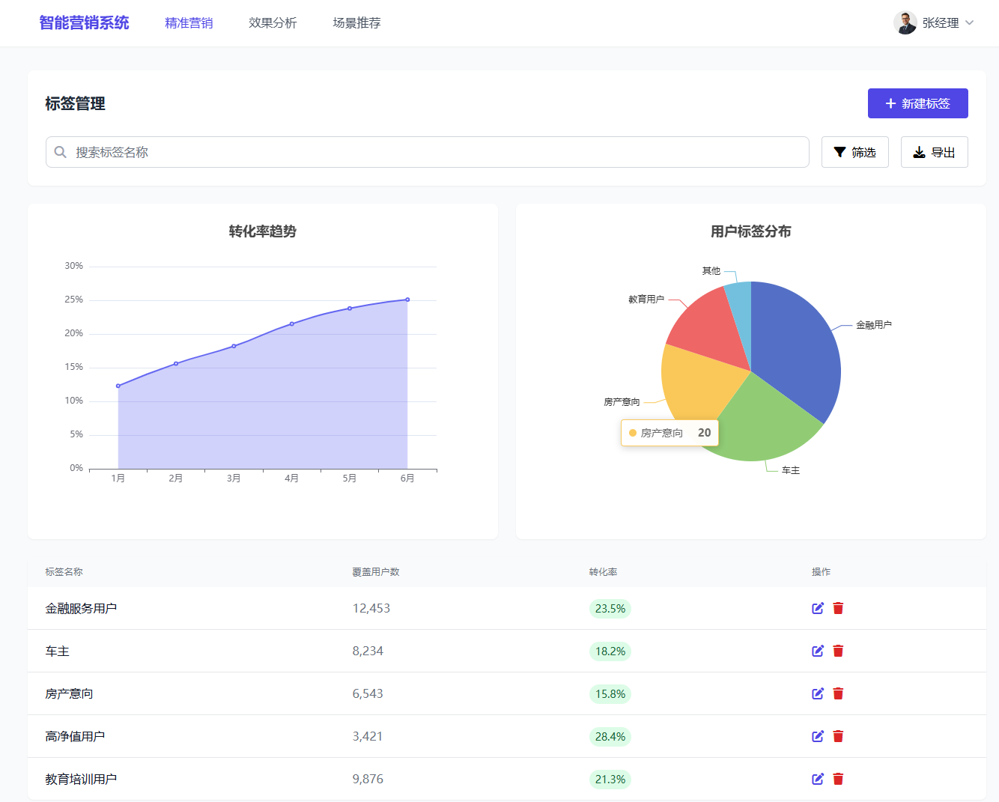 智能营销系统 精准营销 效果分析 场景推荐 张经理
标签管理 新建标签
搜索标签名称 筛选 导出
转化率趋势
30%
25%
20%
15%
10%
5%
0%
1月 2月 3月 4月 5月 6月
用户标签分布
其他
教育用户
金融用户
房产意向
房产意向 20
车主
标签名称 覆盖用户数 转化率 操作
金融服务用户 12,453 23.5%
车主 8,234 18.2%
房产意向 6,543 15.8%
高净值用户 3,421 28.4%
教育培训用户 9,876 21.3%